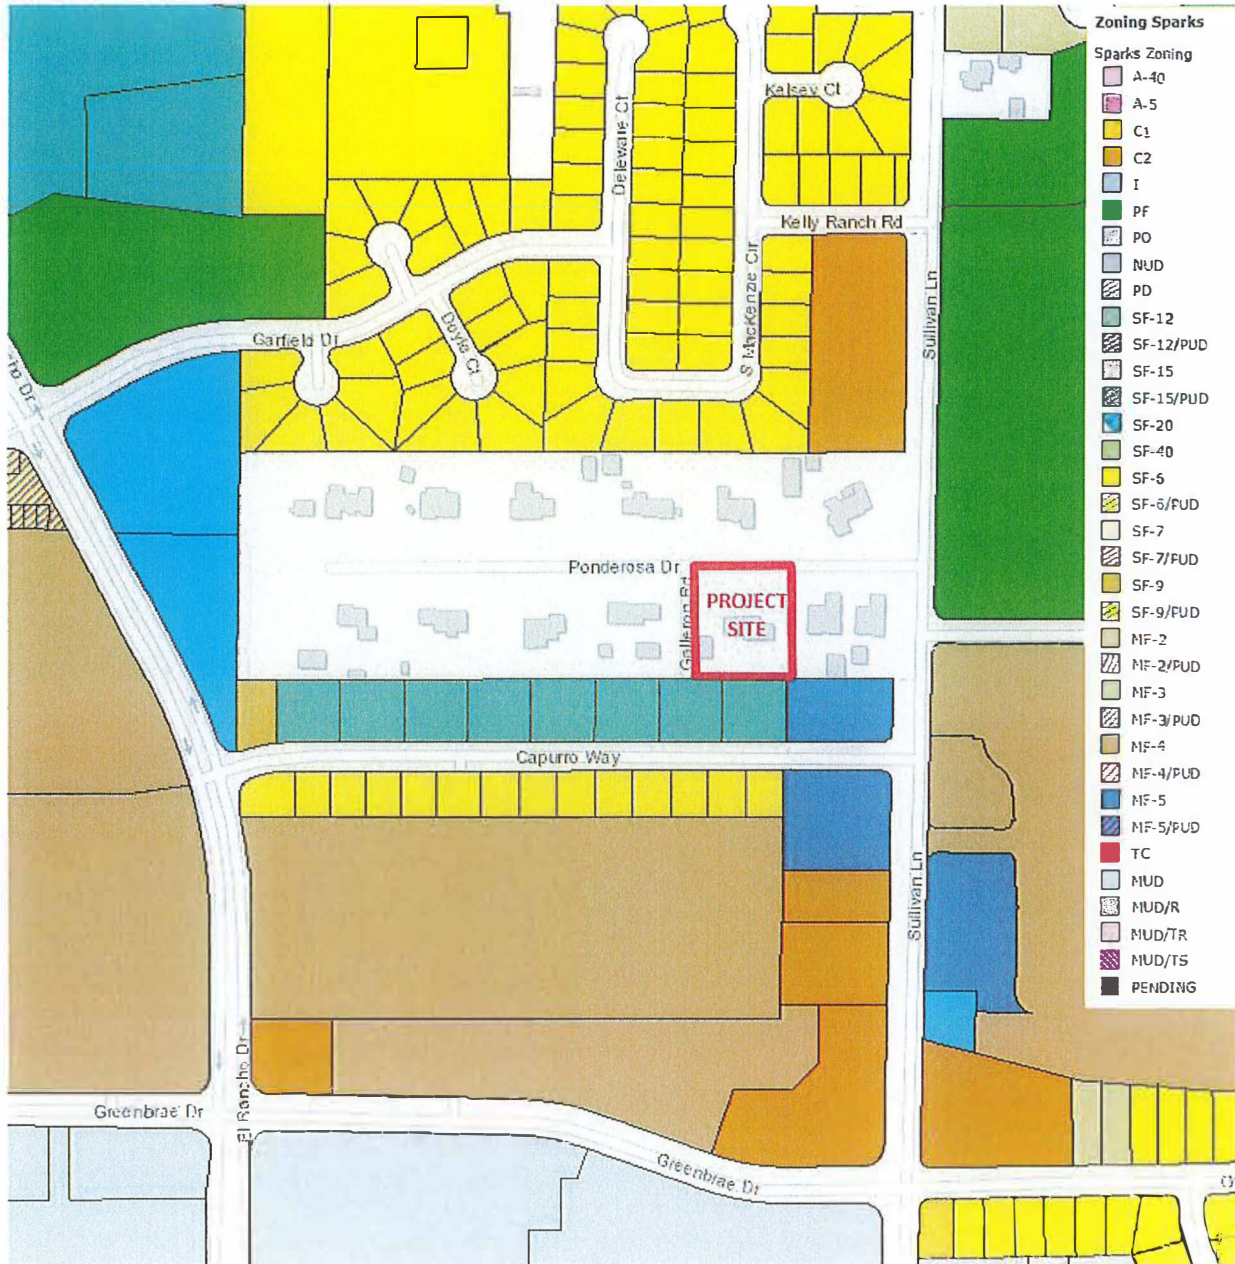 Zoning Sparks
Sparks Zoning
A-40
A-5
C1
C2
I
PF
PO
NUD
PD
SF-12
SF-12/PUD
SF-15
SF-15/PUD
SF-20
SF-40
SF-6
SF-6/PUD
SF-7
SF-7/PUD
SF-9
SF-9/PUD
MF-2
MF-2/PUD
MF-3
MF-3/PUD
MF-4
MF-4/PUD
MF-5
MF-5/PUD
TC
MUD
MUD/R
MUD/TR
MUD/TS
PENDING
Kelsey Ct
Deleware Ct
Kelly Ranch Rd
S MacKenzie Cir
Sullivan Ln
Garfield Dr
Doyle Ct
Ponderosa Dr
Galleron Rd
PROJECT
SITE
Capurro Way
Sullivan Ln
El Rancho Dr
Greenbrae Dr
Greenbrae Dr